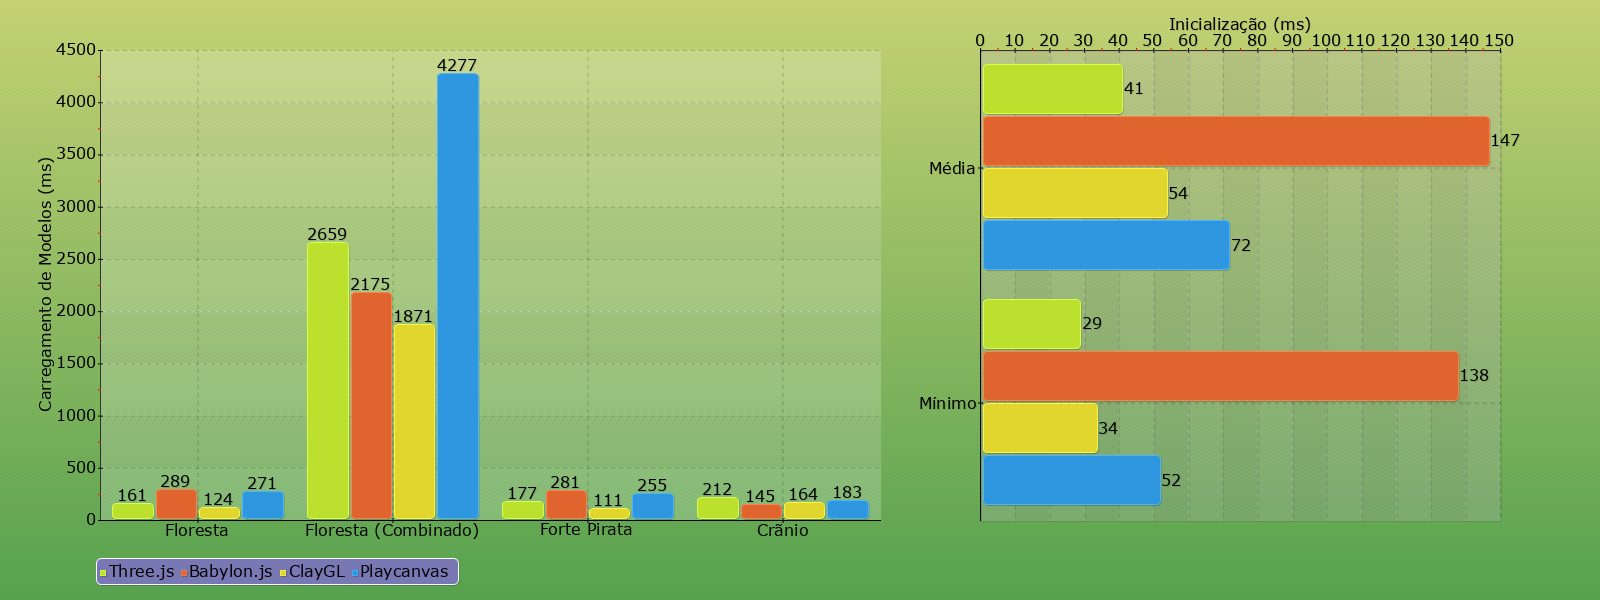 Carregamento de Modelos (ms)
4500
4000
3500
3000
2500
2000
1500
1000
500
0
161 289 124 271
2659 2175 1871 4277
177 281 111 255
212 145 164 183
Floresta Floresta (Combinado) Forte Pirata Crãnio
Three.js Babylon.js ClayGL Playcanvas
Inicialização (ms)
0 10 20 30 40 50 60 70 80 90 100 110 120 130 140 150
Média
41
147
54
72
Mínimo
29
138
34
52